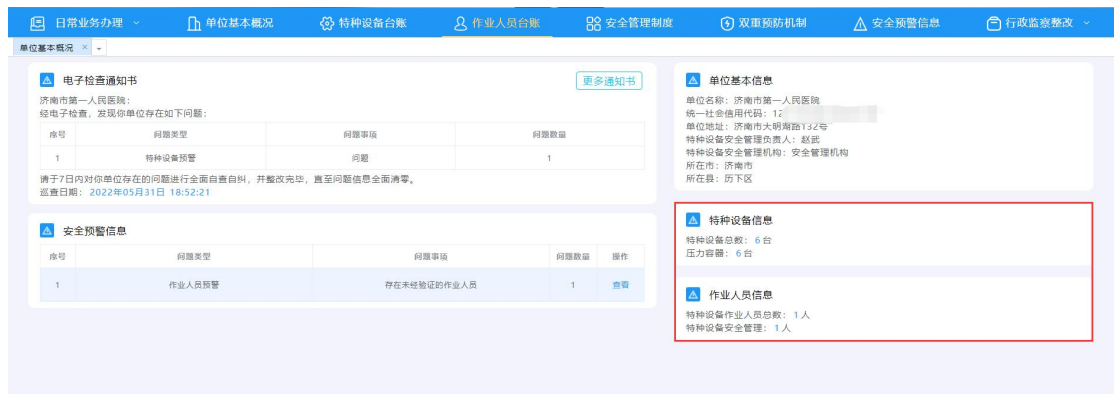 日常业务办理 单位基本概况 特种设备台账 作业人员台账 安全管理制度 双重预防机制 安全预警信息 行政监察整改
单位基本概况 ×
电子检查通知书 更多通知书
济南市第一人民医院:
经电子检查,发现你单位存在如下问题:
序号 问题类型 问题事项 问题数量
1 特种设备预警 问题 1
请于7日内对你单位存在的问题进行全面自查自纠,并整改完毕,直至问题信息全面清零。
巡查日期: 2022年05月31日 18:52:21
安全预警信息
序号 问题类型 问题事项 问题数量 操作
1 作业人员预警 存在未经验证的作业人员 1 查看
单位基本信息
单位名称: 济南市第一人民医院
统一社会信用代码: 12
单位地址: 济南市大明湖路132号
特种设备安全管理负责人: 赵武
特种设备安全管理机构: 安全管理机构
所在市: 济南市
所在县: 历下区
特种设备信息
特种设备总数: 6 台
压力容器: 6 台
作业人员信息
特种设备作业人员总数: 1 人
特种设备安全管理: 1 人